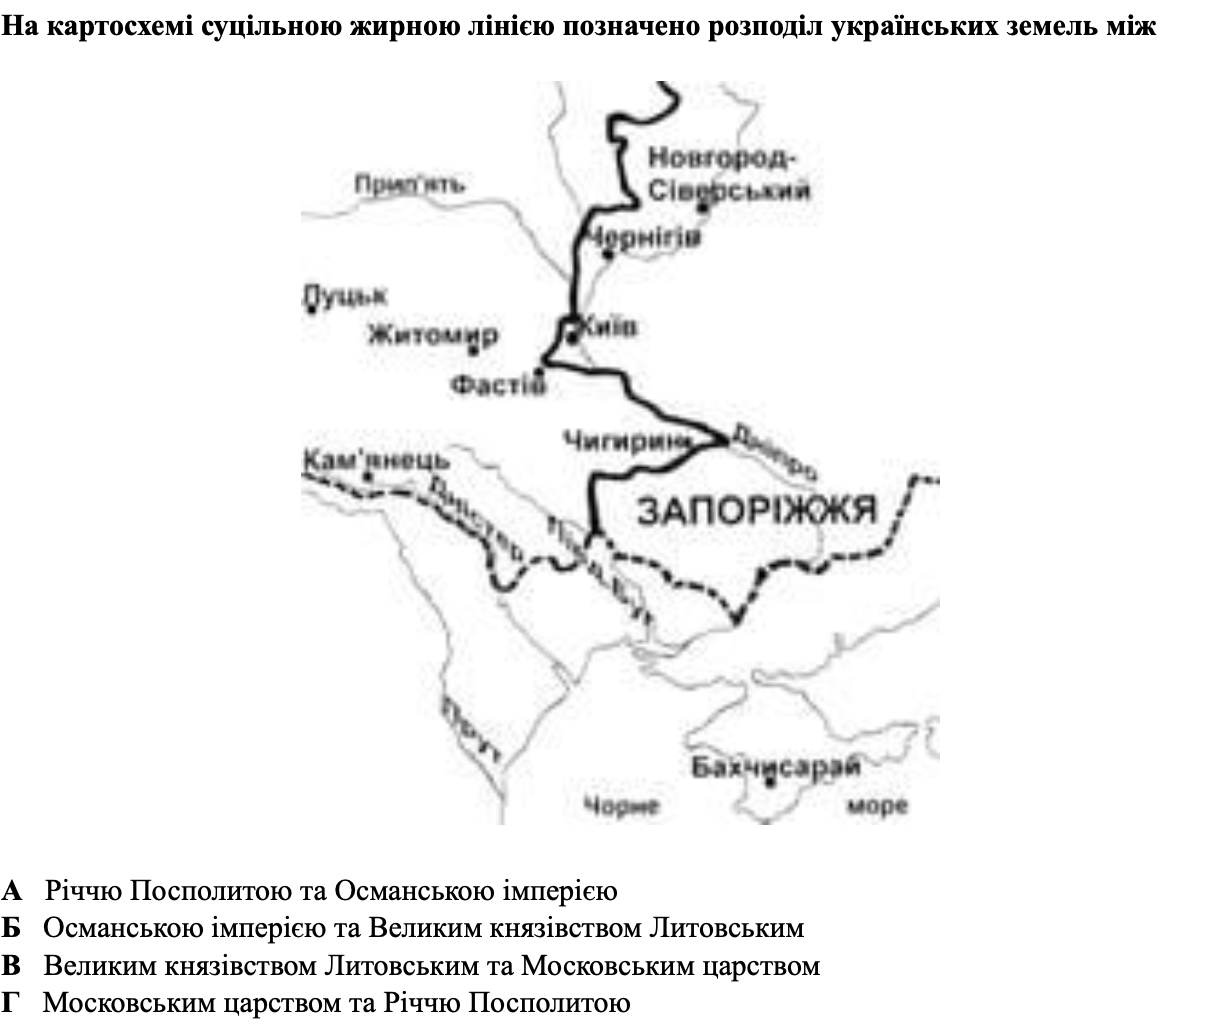 На картосхемі суцільною жирною лінією позначено розподіл українських земель між
Новгород-
Прип'ять
Сіверський
Чернігів
Луцьк
Київ
Житомир
Фастів
Чигирин
Дніпро
Кам'янець
Дністер
ЗАПОРІЖЖЯ
Півд. Буг
Прут
Бахчисарай
Чорне море
А Річчю Посполитою та Османською імперією
Б Османською імперією та Великим князівством Литовським
В Великим князівством Литовським та Московським царством
Г Московським царством та Річчю Посполитою